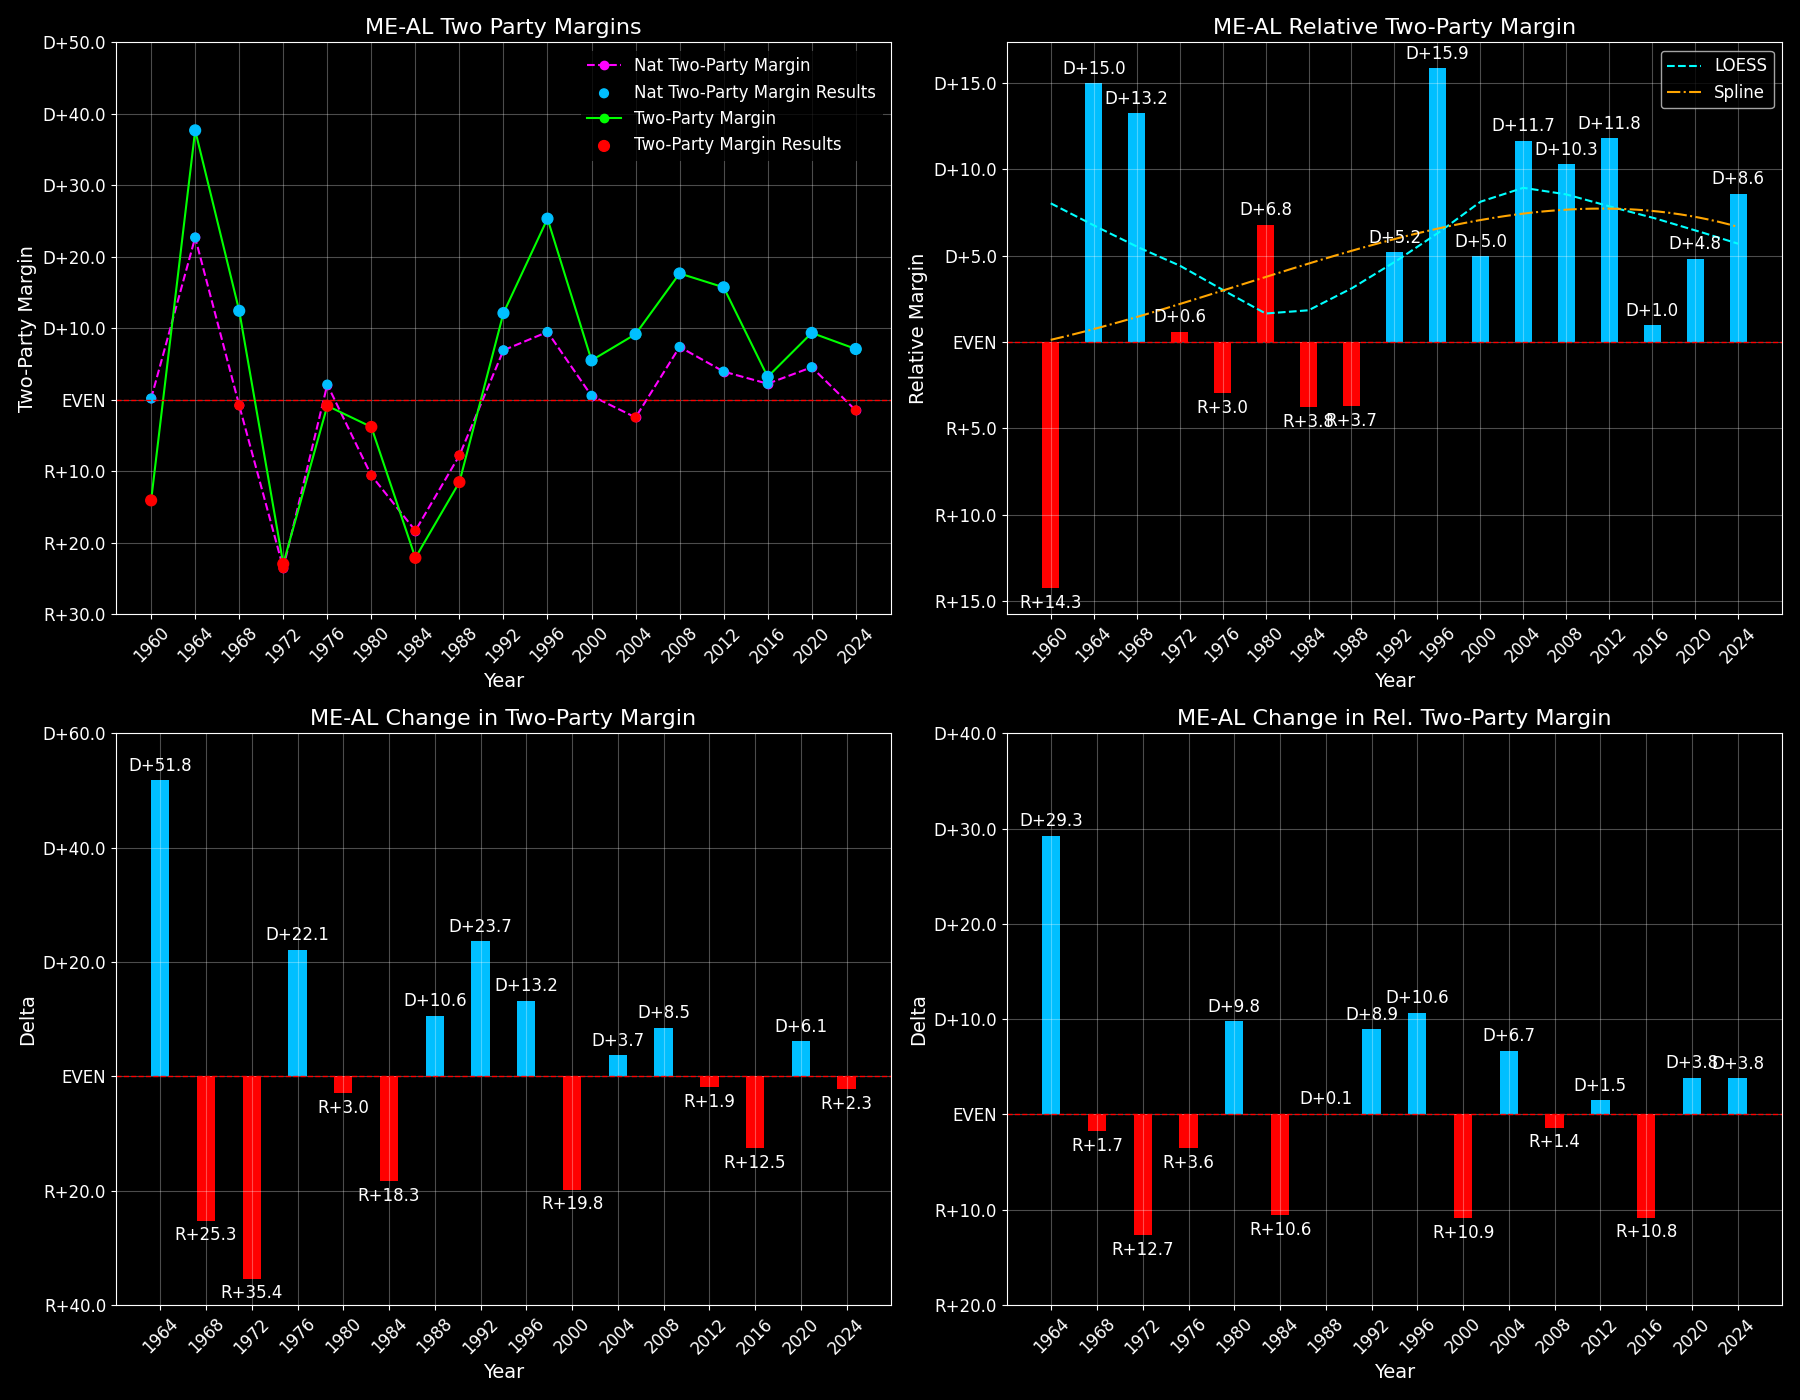 ME-AL Two Party Margins
D+50.0
D+40.0
D+30.0
D+20.0
D+10.0
EVEN
R+10.0
R+20.0
R+30.0
Two-Party Margin
Nat Two-Party Margin
Nat Two-Party Margin Results
Two-Party Margin
Two-Party Margin Results
1960 1964 1968 1972 1976 1980 1984 1988 1992 1996 2000 2004 2008 2012 2016 2020 2024
Year
ME-AL Relative Two-Party Margin
D+15.0
D+10.0
D+5.0
EVEN
R+5.0
R+10.0
R+15.0
Relative Margin
LOESS
Spline
R+14.3
D+15.0
D+13.2
D+0.6
R+3.0
D+6.8
R+3.8
R+3.7
D+5.2
D+15.9
D+5.0
D+11.7
D+10.3
D+11.8
D+1.0
D+4.8
D+8.6
1960 1964 1968 1972 1976 1980 1984 1988 1992 1996 2000 2004 2008 2012 2016 2020 2024
Year
ME-AL Change in Two-Party Margin
D+60.0
D+40.0
D+20.0
EVEN
R+20.0
R+40.0
Delta
D+51.8
R+25.3
R+35.4
D+22.1
R+3.0
R+18.3
D+10.6
D+23.7
D+13.2
R+19.8
D+3.7
D+8.5
R+1.9
R+12.5
D+6.1
R+2.3
1964 1968 1972 1976 1980 1984 1988 1992 1996 2000 2004 2008 2012 2016 2020 2024
Year
ME-AL Change in Rel. Two-Party Margin
D+40.0
D+30.0
D+20.0
D+10.0
EVEN
R+10.0
R+20.0
Delta
D+29.3
R+1.7
R+12.7
R+3.6
D+9.8
R+10.6
D+0.1
D+8.9
D+10.6
R+10.9
D+6.7
R+1.4
D+1.5
R+10.8
D+3.8
D+3.8
1964 1968 1972 1976 1980 1984 1988 1992 1996 2000 2004 2008 2012 2016 2020 2024
Year